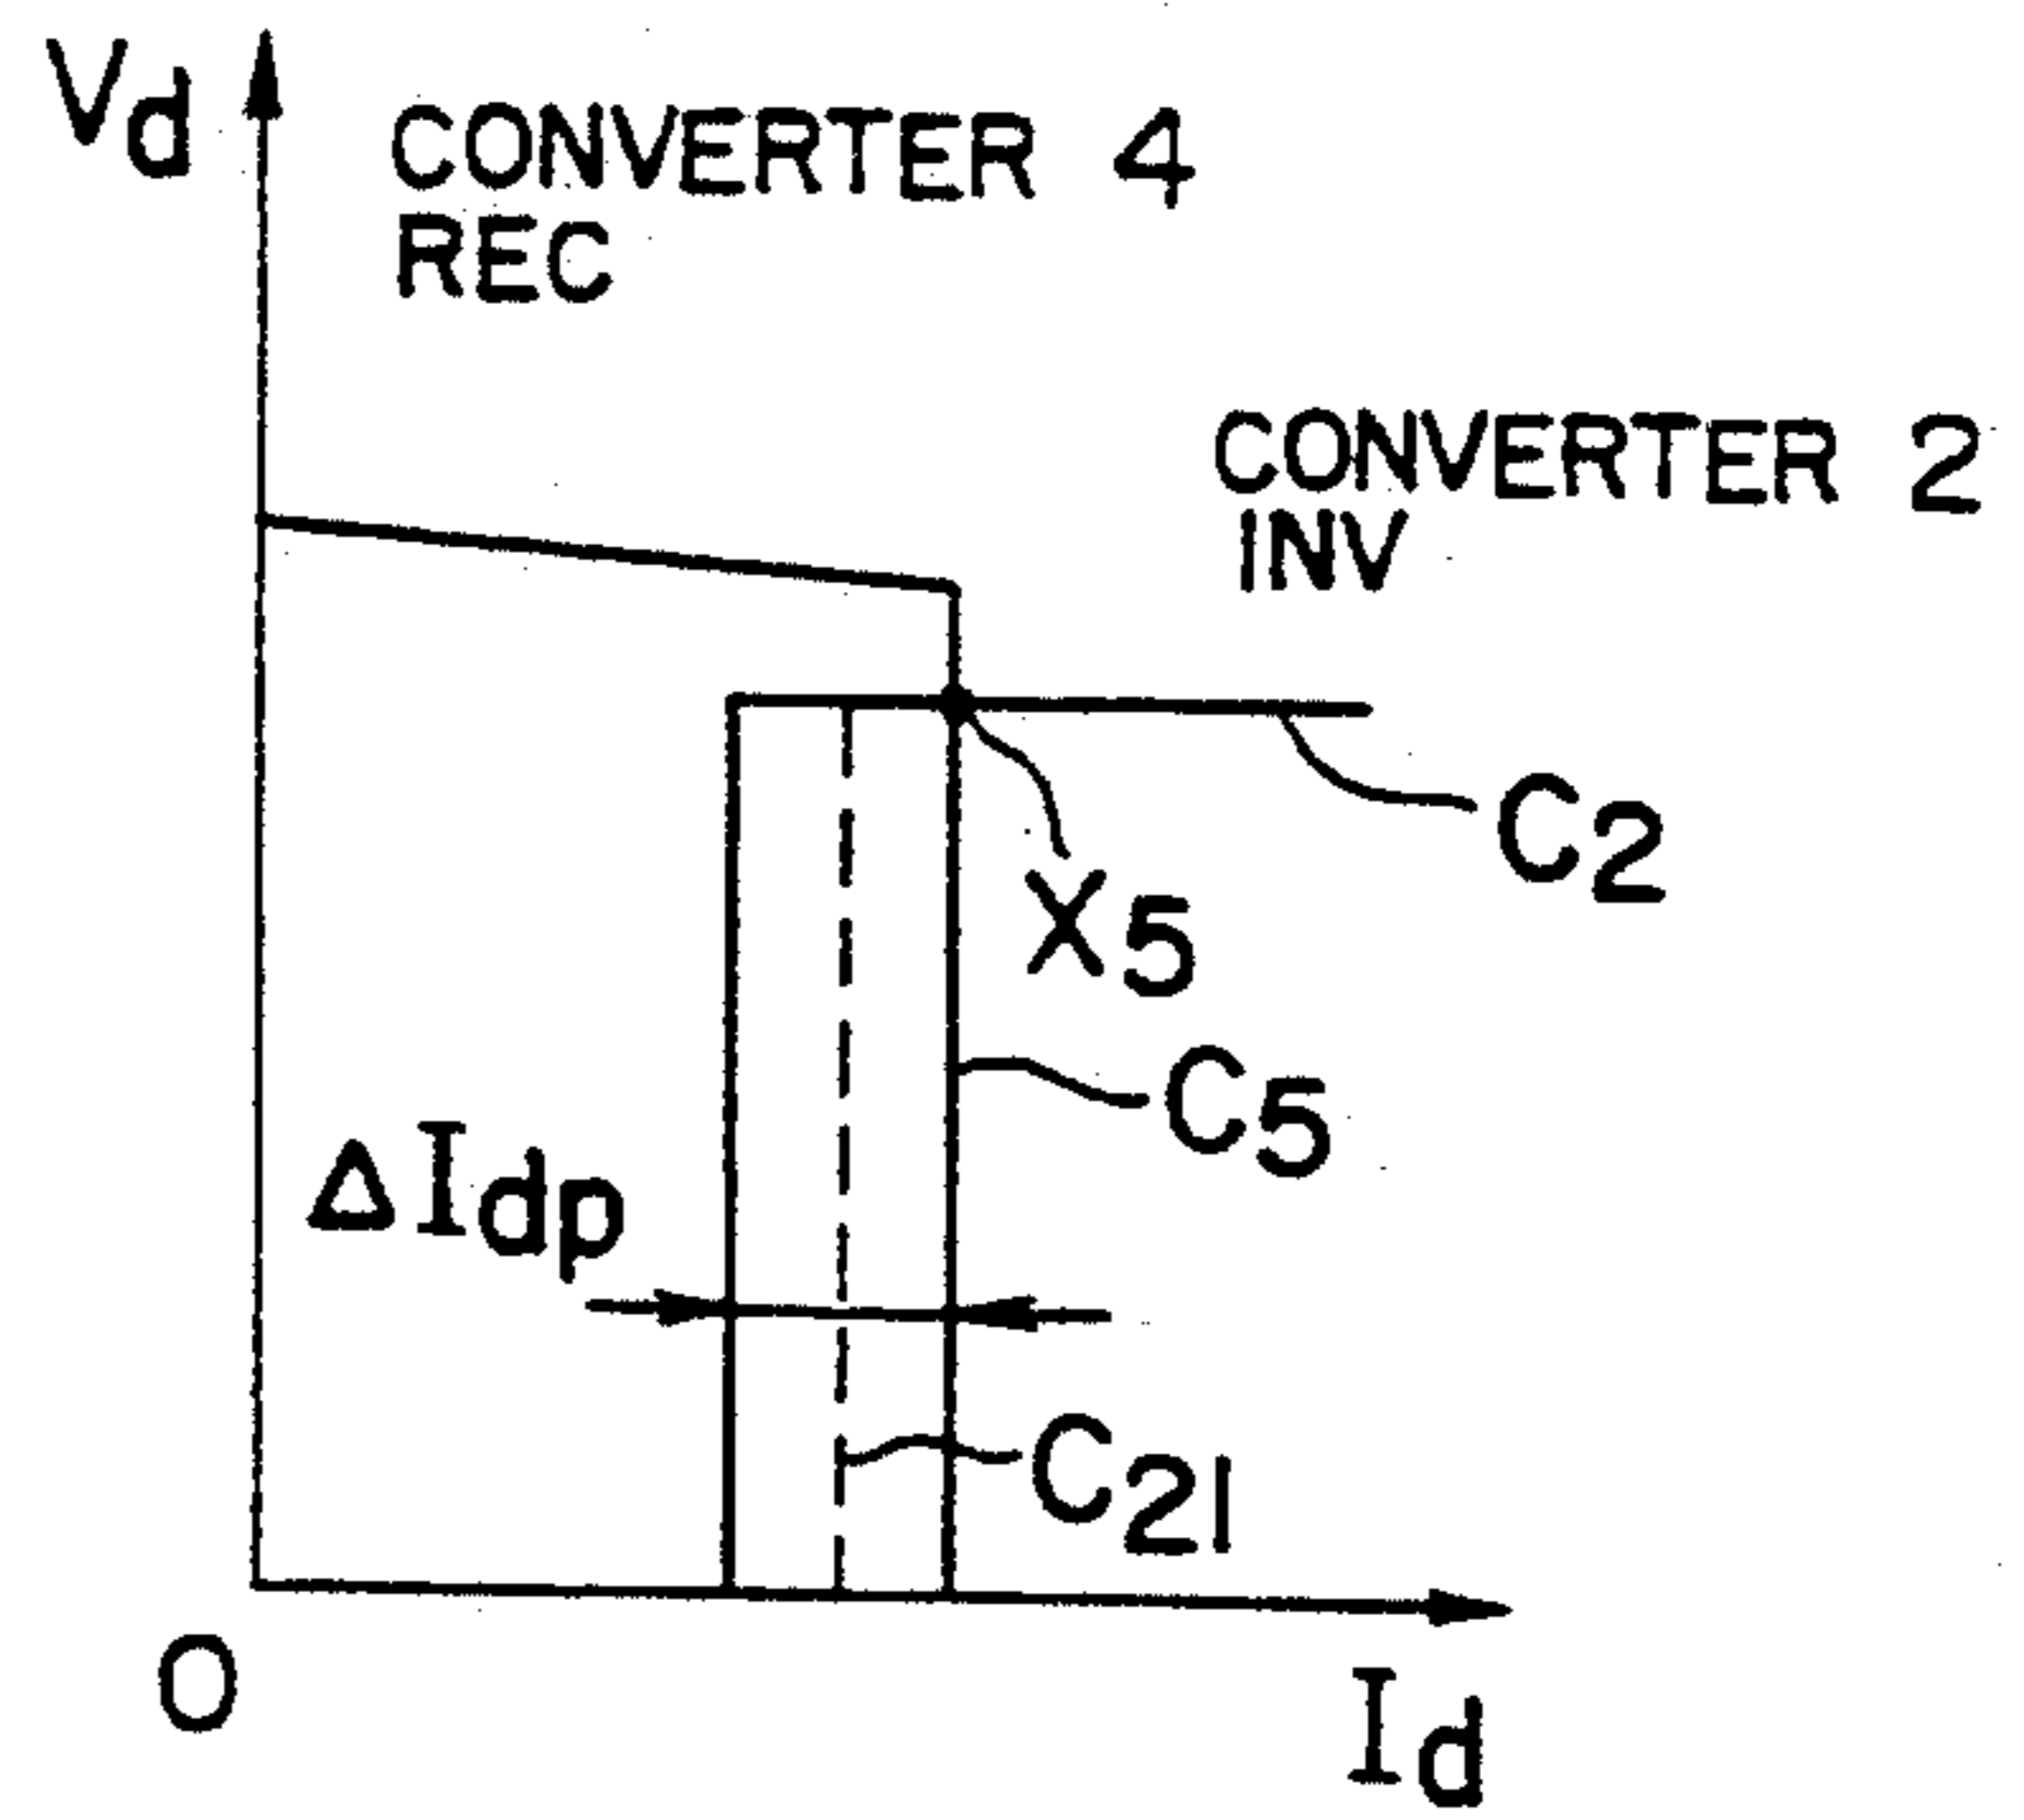 Vd
CONVERTER 4
REC
CONVERTER 2
INV
C2
X5
C5
ΔIdp
C21
O
Id